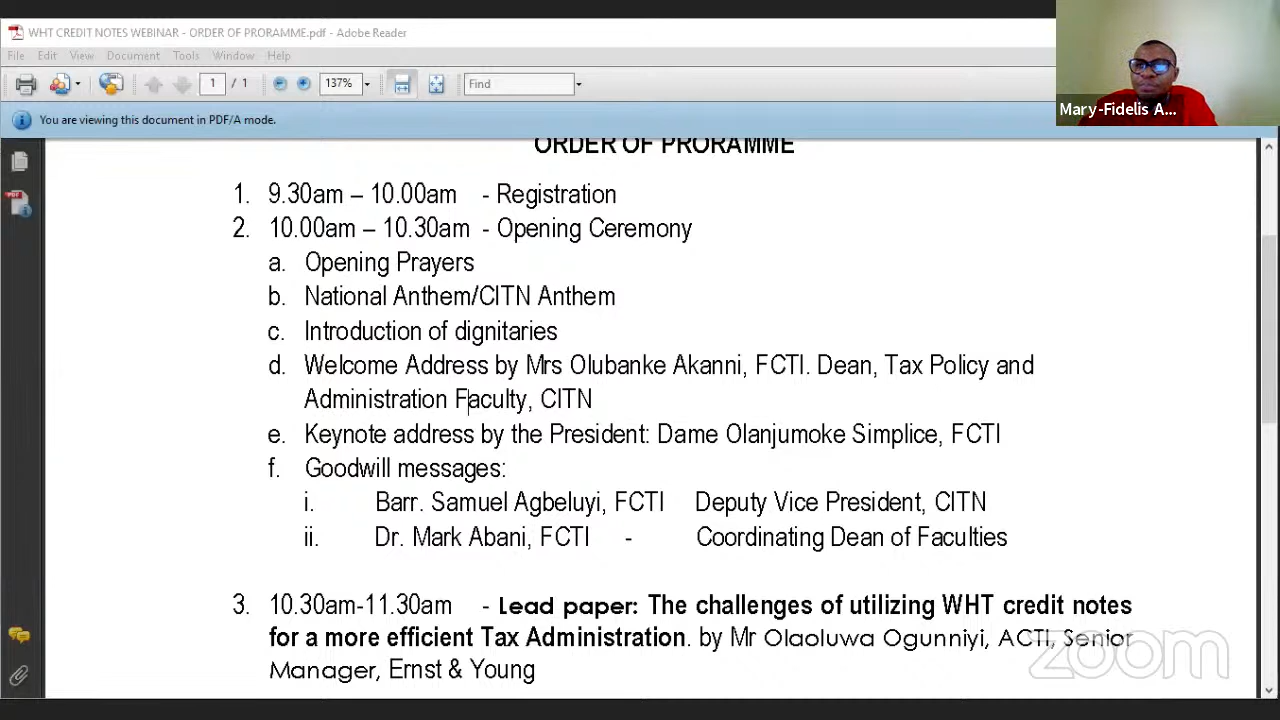 WHT CREDIT NOTES WEBINAR - ORDER OF PRORAMME.pdf - Adobe Reader
File Edit View Document Tools Window Help
1 / 1 137% Find
Mary-Fidelis A...
You are viewing this document in PDF/A mode.
ORDER OF PRORAMME
1. 9.30am – 10.00am - Registration
2. 10.00am – 10.30am - Opening Ceremony
a. Opening Prayers
b. National Anthem/CITN Anthem
c. Introduction of dignitaries
d. Welcome Address by Mrs Olubanke Akanni, FCTI. Dean, Tax Policy and
Administration Faculty, CITN
e. Keynote address by the President: Dame Olanjumoke Simplice, FCTI
f. Goodwill messages:
i. Barr. Samuel Agbeluyi, FCTI Deputy Vice President, CITN
ii. Dr. Mark Abani, FCTI - Coordinating Dean of Faculties
3. 10.30am-11.30am - Lead paper: The challenges of utilizing WHT credit notes
for a more efficient Tax Administration. by Mr Olaoluwa Ogunniyi, ACTI, Senior
Manager, Ernst & Young
zoom